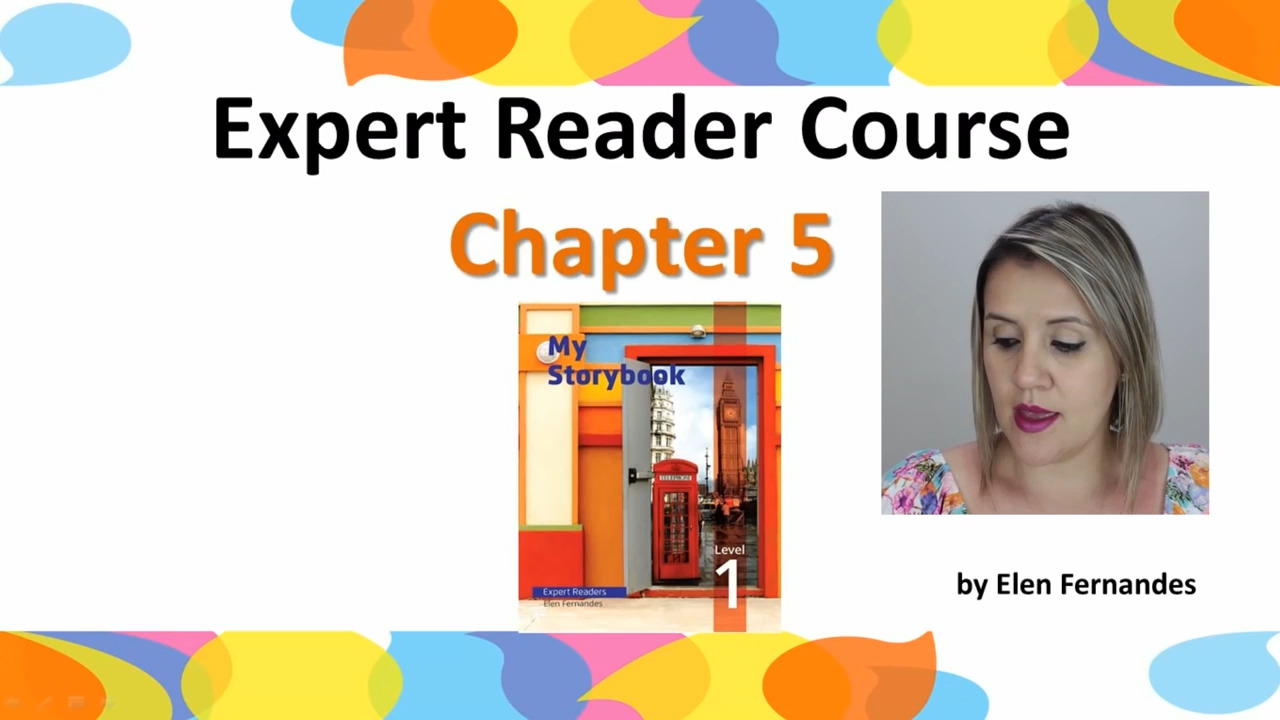 Expert Reader Course
Chapter 5
My
Storybook
TELEPHONE
Level
1
Expert Readers
Elen Fernandes
by Elen Fernandes